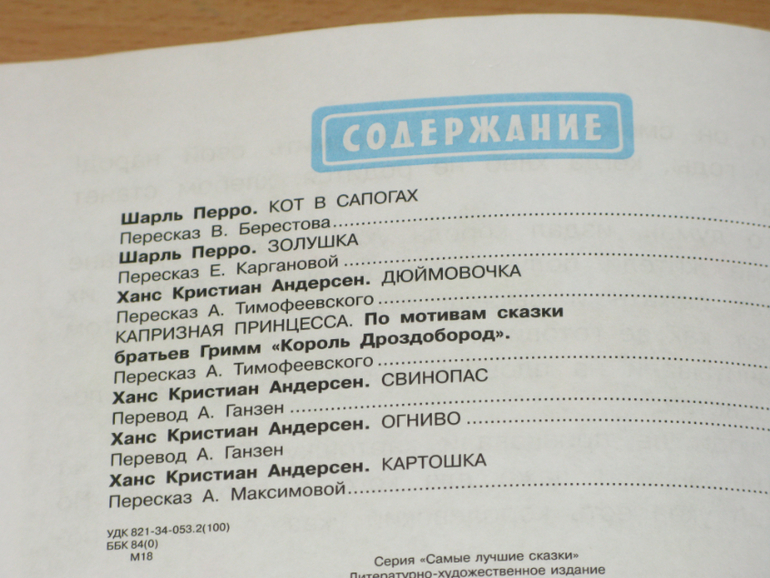 СОДЕРЖАНИЕ
Шарль Перро. КОТ В САПОГАХ
Пересказ В. Берестова
Шарль Перро. ЗОЛУШКА
Пересказ Е. Каргановой
Ханс Кристиан Андерсен. ДЮЙМОВОЧКА
Пересказ А. Тимофеевского
КАПРИЗНАЯ ПРИНЦЕССА. По мотивам сказки
братьев Гримм «Король Дроздобород».
Пересказ А. Тимофеевского
Ханс Кристиан Андерсен. СВИНОПАС
Перевод А. Ганзен
Ханс Кристиан Андерсен. ОГНИВО
Перевод А. Ганзен
Ханс Кристиан Андерсен. КАРТОШКА
Пересказ А. Максимовой
УДК 821-34-053.2(100)
ББК 84(0)
М18
Серия «Самые лучшие сказки»
Литературно-художественное издание